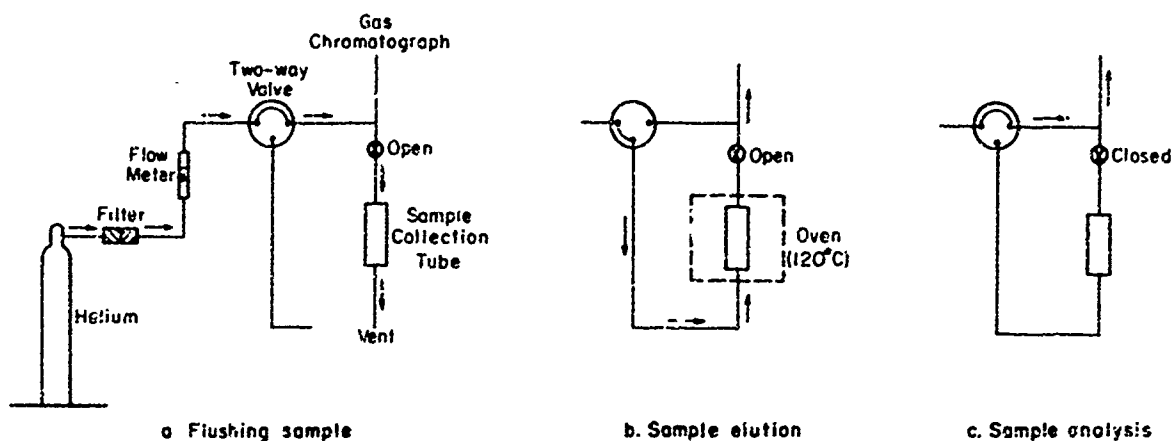 Gas
Chromatograph
Two-way
Valve
Open
Flow
Meter
Filter
Sample
Collection
Tube
Helium
Vent
a Flushing sample
Open
Oven
(120°C)
b. Sample elution
Closed
c. Sample analysis